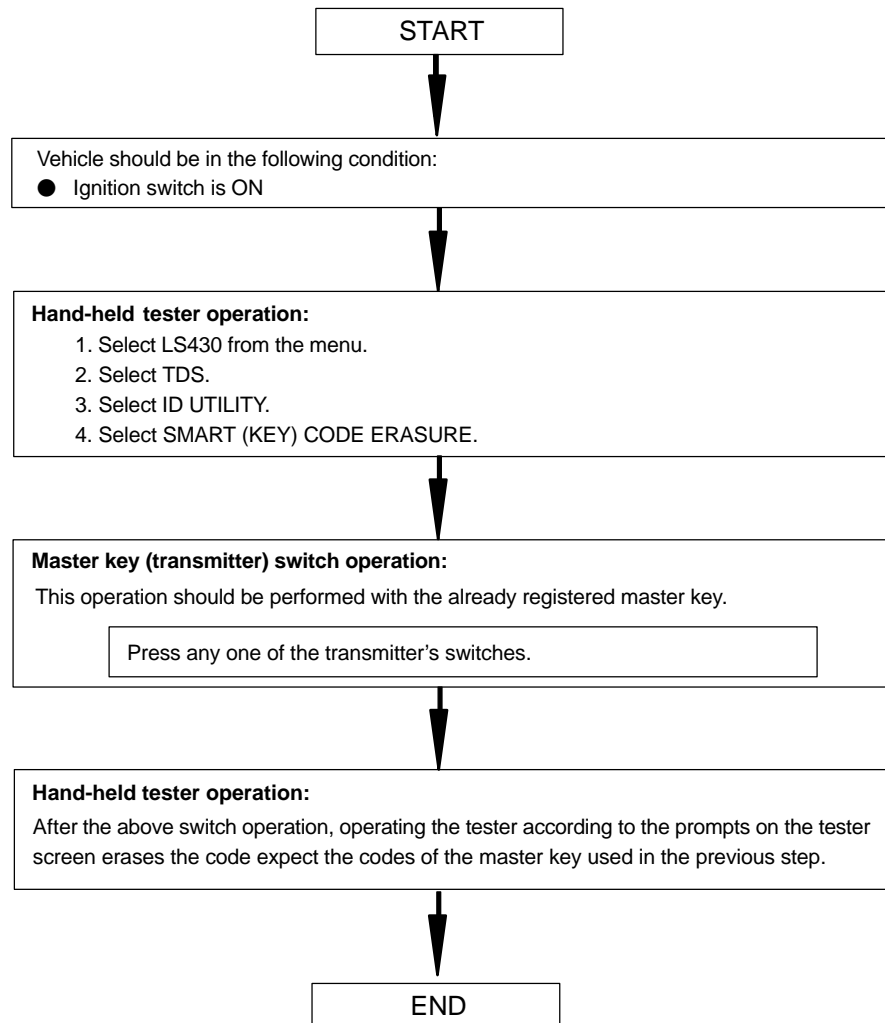 START
Vehicle should be in the following condition:
● Ignition switch is ON
Hand-held tester operation:
1. Select LS430 from the menu.
2. Select TDS.
3. Select ID UTILITY.
4. Select SMART (KEY) CODE ERASURE.
Master key (transmitter) switch operation:
This operation should be performed with the already registered master key.
Press any one of the transmitter's switches.
Hand-held tester operation:
After the above switch operation, operating the tester according to the prompts on the tester
screen erases the code expect the codes of the master key used in the previous step.
END